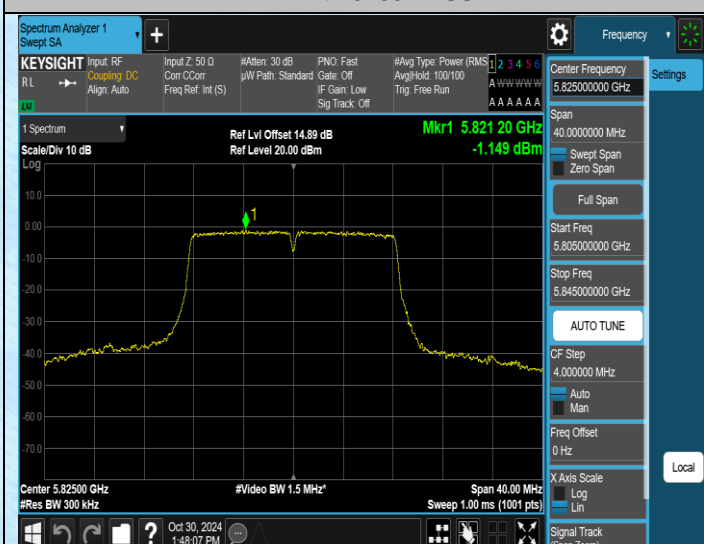 Spectrum Analyzer 1
Swept SA
Frequency
KEYSIGHT
RL
LXI
Input: RF
Coupling: DC
Align: Auto
Input Z: 50 Ω
Corr CCorr
Freq Ref: Int (S)
#Atten: 30 dB
µW Path: Standard
PNO: Fast
Gate: Off
IF Gain: Low
Sig Track: Off
#Avg Type: Power (RMS
Avg|Hold: 100/100
Trig: Free Run
1 2 3 4 5 6
A W W W W W
A A A A A A
1 Spectrum
Scale/Div 10 dB
Ref Lvl Offset 14.89 dB
Ref Level 20.00 dBm
Mkr1 5.821 20 GHz
-1.149 dBm
Log
10.0
0.00
-10.0
-20.0
-30.0
-40.0
-50.0
-60.0
-70.0
1
Center 5.82500 GHz
#Res BW 300 kHz
#Video BW 1.5 MHz*
Span 40.00 MHz
Sweep 1.00 ms (1001 pts)
Center Frequency
5.825000000 GHz
Settings
Span
40.0000000 MHz
Swept Span
Zero Span
Full Span
Start Freq
5.805000000 GHz
Stop Freq
5.845000000 GHz
AUTO TUNE
CF Step
4.000000 MHz
Auto
Man
Freq Offset
0 Hz
X Axis Scale
Log
Lin
Local
Signal Track
?
Oct 30, 2024
1:48:07 PM